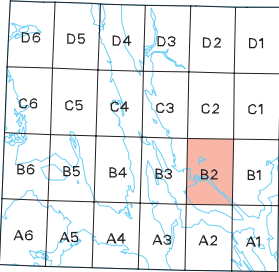 D6 D5 D4 D3 D2 D1
C6 C5 C4 C3 C2 C1
B6 B5 B4 B3 B2 B1
A6 A5 A4 A3 A2 A1